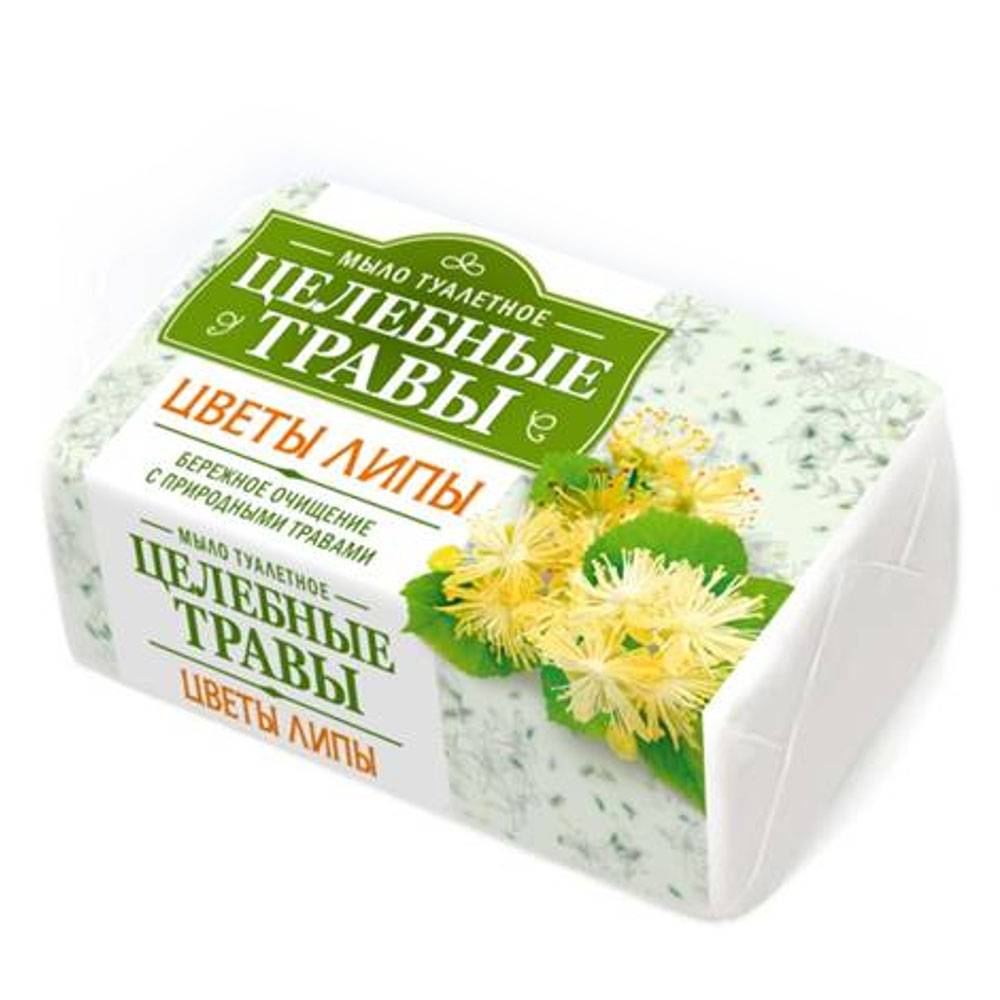 МЫЛО ТУАЛЕТНОЕ
ЦЕЛЕБНЫЕ
ТРАВЫ
ЦВЕТЫ ЛИПЫ
БЕРЕЖНОЕ ОЧИЩЕНИЕ
С ПРИРОДНЫМИ ТРАВАМИ
МЫЛО ТУАЛЕТНОЕ
ЦЕЛЕБНЫЕ
ТРАВЫ
ЦВЕТЫ ЛИПЫ